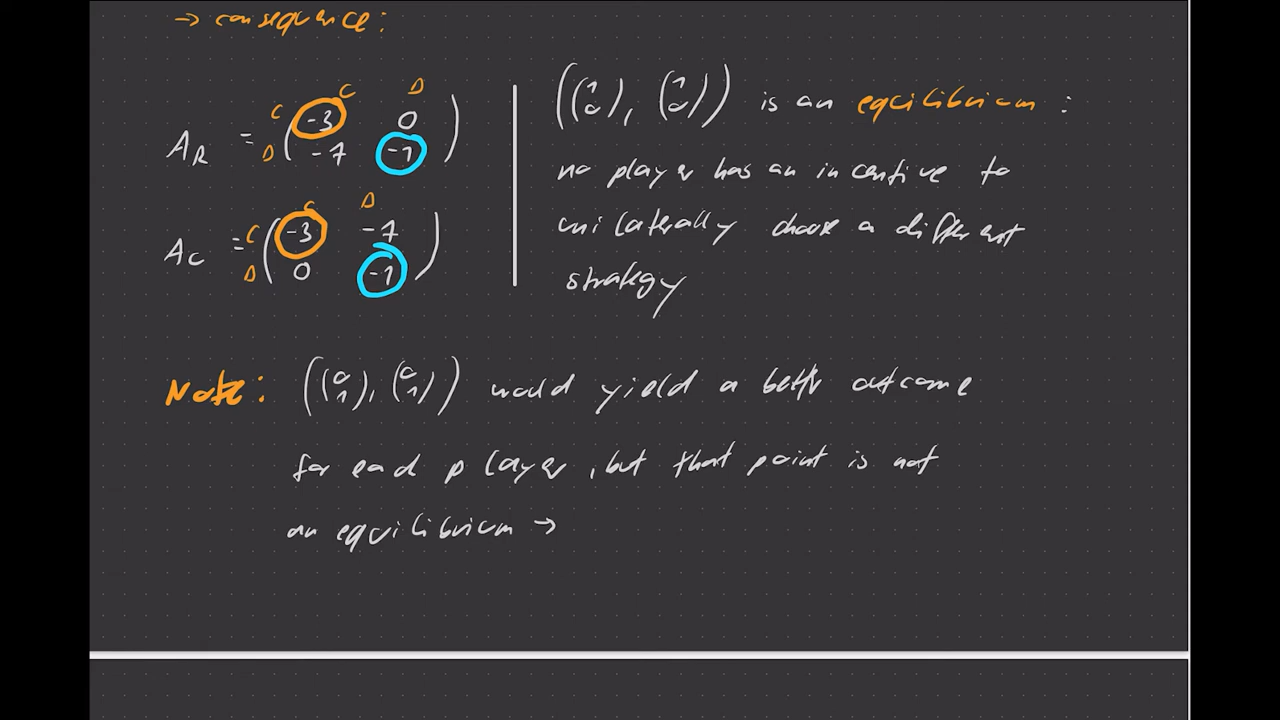 → consequence:
C D
A_R = C ( -3 0 )
D ( -7 -1 )
C D
A_C = C ( -3 -7 )
D ( 0 -1 )
((1 0), (1 0)) is an equilibrium:
no player has an incentive to
unilaterally choose a different
strategy
Note: ((0 1), (0 1)) would yield a better outcome
for each player, but that point is not
an equilibrium →